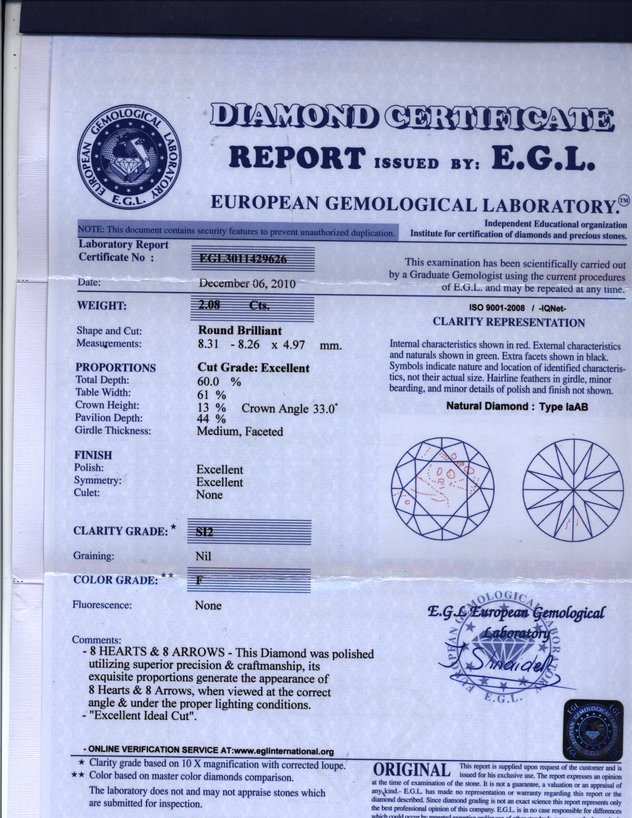 EUROPEAN GEMOLOGICAL LABORATORY
E.G.L.
DIAMOND CERTIFICATE
REPORT ISSUED BY: E.G.L.
EUROPEAN GEMOLOGICAL LABORATORY.™
NOTE: This document contains security features to prevent unauthorized duplication.
Independent Educational organization
Institute for certification of diamonds and precious stones.
Laboratory Report
Certificate No : EGL3011429626
Date: December 06, 2010
This examination has been scientifically carried out
by a Graduate Gemologist using the current procedures
of E.G.L. and may be repeated at any time.
WEIGHT: 2.08 Cts.
Shape and Cut: Round Brilliant
Measurements: 8.31 - 8.26 x 4.97 mm.
PROPORTIONS Cut Grade: Excellent
Total Depth: 60.0 %
Table Width: 61 %
Crown Height: 13 % Crown Angle 33.0°
Pavilion Depth: 44 %
Girdle Thickness: Medium, Faceted
FINISH
Polish: Excellent
Symmetry: Excellent
Culet: None
CLARITY GRADE: * SI2
Graining: Nil
COLOR GRADE: ** F
Fluorescence: None
ISO 9001-2008 / -IQNet-
CLARITY REPRESENTATION
Internal characteristics shown in red. External characteristics
and naturals shown in green. Extra facets shown in black.
Symbols indicate nature and location of identified characteris-
tics, not their actual size. Hairline feathers in girdle, minor
bearding, and minor details of polish and finish not shown.
Natural Diamond : Type IaAB
Comments:
- 8 HEARTS & 8 ARROWS - This Diamond was polished
utilizing superior precision & craftmanship, its
exquisite proportions generate the appearance of
8 Hearts & 8 Arrows, when viewed at the correct
angle & under the proper lighting conditions.
- "Excellent Ideal Cut".
E.G.L European Gemological
Laboratory
E.G.L.
- ONLINE VERIFICATION SERVICE AT:www.eglinternational.org
* Clarity grade based on 10 X magnification with corrected loupe.
** Color based on master color diamonds comparison.
The laboratory does not and may not appraise stones which
are submitted for inspection.
ORIGINAL This report is supplied upon request of the customer and is
issued for his exclusive use. The report expresses an opinion
at the time of examination of the stone. It is not a guarantee, a valuation or an appraisal of
any kind.- E.G.L. has made no representation or warranty regarding this report or the
diamond described. Since diamond grading is not an exact science this report represents only
the best professional opinion of this company. E.G.L. is in no case responsible for differences